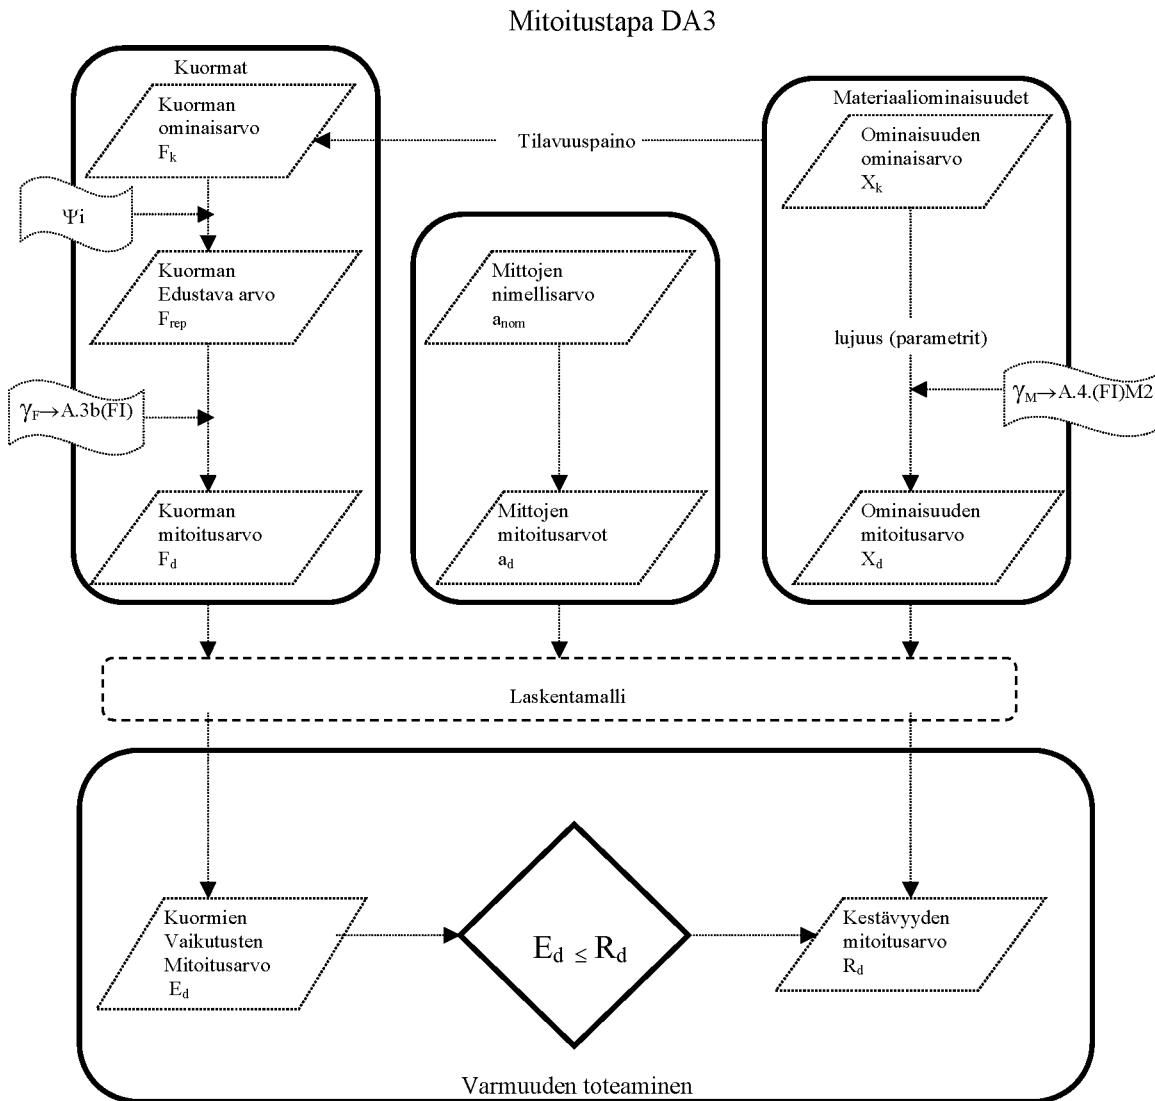 Mitoitustapa DA3
Kuormat
Kuorman
ominaisarvo
Fk
Ψi
Kuorman
Edustava arvo
Frep
γF→A.3b(FI)
Kuorman
mitoitusarvo
Fd
Tilavuuspaino
Mittojen
nimellisarvo
anom
Mittojen
mitoitusarvot
ad
Materiaaliominaisuudet
Ominaisuuden
ominaisarvo
Xk
lujuus (parametrit)
γM→A.4.(FI)M2
Ominaisuuden
mitoitusarvo
Xd
Laskentamalli
Kuormien
Vaikutusten
Mitoitusarvo
Ed
Ed ≤ Rd
Kestävyyden
mitoitusarvo
Rd
Varmuuden toteaminen